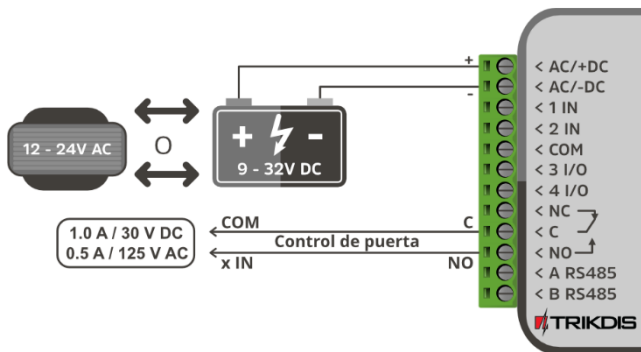 +
< AC/+DC
-
< AC/-DC
< 1 IN
< 2 IN
< COM
< 3 I/O
< 4 I/O
< NC
< C
< NO
< A RS485
< B RS485
12 - 24V AC
O
+ -
9 - 32V DC
1.0 A / 30 V DC
0.5 A / 125 V AC
COM
C
Control de puerta
x IN
NO
TRIKDIS